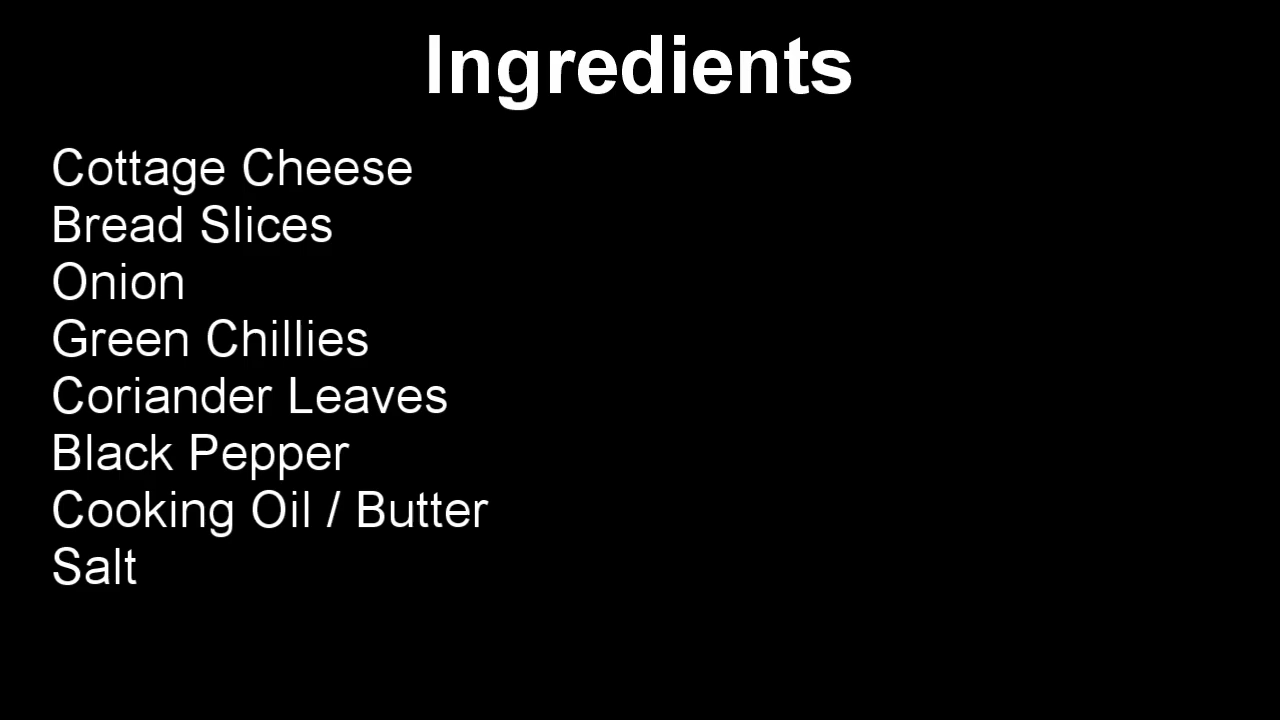 Ingredients
Cottage Cheese
Bread Slices
Onion
Green Chillies
Coriander Leaves
Black Pepper
Cooking Oil / Butter
Salt